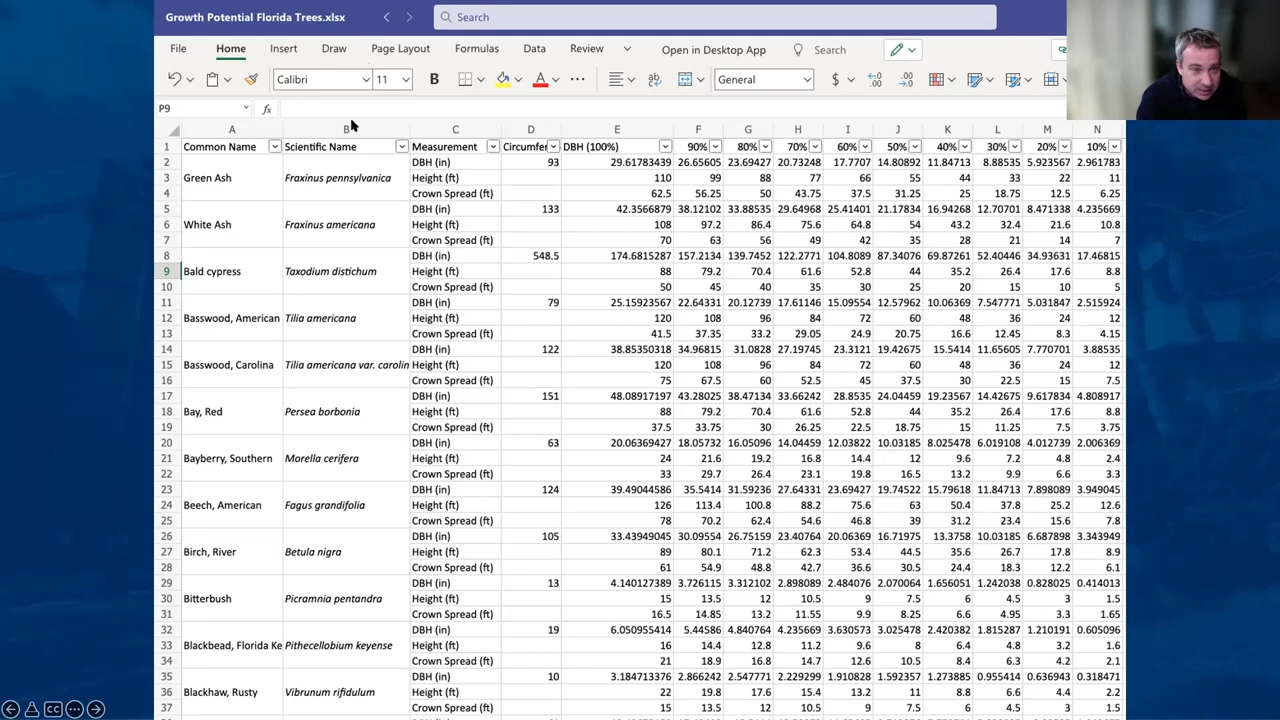 Growth Potential Florida Trees.xlsx Search
File Home Insert Draw Page Layout Formulas Data Review Open in Desktop App Search
Calibri 11 B A General $
P9 fx
A B C D E F G H I J K L M N
1 Common Name Scientific Name Measurement Circumfer DBH (100%) 90% 80% 70% 60% 50% 40% 30% 20% 10%
2 DBH (in) 93 29.61783439 26.65605 23.69427 20.73248 17.7707 14.80892 11.84713 8.88535 5.923567 2.961783
3 Green Ash Fraxinus pennsylvanica Height (ft) 110 99 88 77 66 55 44 33 22 11
4 Crown Spread (ft) 62.5 56.25 50 43.75 37.5 31.25 25 18.75 12.5 6.25
5 DBH (in) 133 42.3566879 38.12102 33.88535 29.64968 25.41401 21.17834 16.94268 12.70701 8.471338 4.235669
6 White Ash Fraxinus americana Height (ft) 108 97.2 86.4 75.6 64.8 54 43.2 32.4 21.6 10.8
7 Crown Spread (ft) 70 63 56 49 42 35 28 21 14 7
8 DBH (in) 548.5 174.6815287 157.2134 139.7452 122.2771 104.8089 87.34076 69.87261 52.40446 34.93631 17.46815
9 Bald cypress Taxodium distichum Height (ft) 88 79.2 70.4 61.6 52.8 44 35.2 26.4 17.6 8.8
10 Crown Spread (ft) 50 45 40 35 30 25 20 15 10 5
11 DBH (in) 79 25.15923567 22.64331 20.12739 17.61146 15.09554 12.57962 10.06369 7.547771 5.031847 2.515924
12 Basswood, American Tilia americana Height (ft) 120 108 96 84 72 60 48 36 24 12
13 Crown Spread (ft) 41.5 37.35 33.2 29.05 24.9 20.75 16.6 12.45 8.3 4.15
14 DBH (in) 122 38.85350318 34.96815 31.0828 27.19745 23.3121 19.42675 15.5414 11.65605 7.770701 3.88535
15 Basswood, Carolina Tilia americana var. carolin Height (ft) 120 108 96 84 72 60 48 36 24 12
16 Crown Spread (ft) 75 67.5 60 52.5 45 37.5 30 22.5 15 7.5
17 DBH (in) 151 48.08917197 43.28025 38.47134 33.66242 28.8535 24.04459 19.23567 14.42675 9.617834 4.808917
18 Bay, Red Persea borbonia Height (ft) 88 79.2 70.4 61.6 52.8 44 35.2 26.4 17.6 8.8
19 Crown Spread (ft) 37.5 33.75 30 26.25 22.5 18.75 15 11.25 7.5 3.75
20 DBH (in) 63 20.06369427 18.05732 16.05096 14.04459 12.03822 10.03185 8.025478 6.019108 4.012739 2.006369
21 Bayberry, Southern Morella cerifera Height (ft) 24 21.6 19.2 16.8 14.4 12 9.6 7.2 4.8 2.4
22 Crown Spread (ft) 33 29.7 26.4 23.1 19.8 16.5 13.2 9.9 6.6 3.3
23 DBH (in) 124 39.49044586 35.5414 31.59236 27.64331 23.69427 19.74522 15.79618 11.84713 7.898089 3.949045
24 Beech, American Fagus grandifolia Height (ft) 126 113.4 100.8 88.2 75.6 63 50.4 37.8 25.2 12.6
25 Crown Spread (ft) 78 70.2 62.4 54.6 46.8 39 31.2 23.4 15.6 7.8
26 DBH (in) 105 33.43949045 30.09554 26.75159 23.40764 20.06369 16.71975 13.3758 10.03185 6.687898 3.343949
27 Birch, River Betula nigra Height (ft) 89 80.1 71.2 62.3 53.4 44.5 35.6 26.7 17.8 8.9
28 Crown Spread (ft) 61 54.9 48.8 42.7 36.6 30.5 24.4 18.3 12.2 6.1
29 DBH (in) 13 4.140127389 3.726115 3.312102 2.898089 2.484076 2.070064 1.656051 1.242038 0.828025 0.414013
30 Bitterbush Picramnia pentandra Height (ft) 15 13.5 12 10.5 9 7.5 6 4.5 3 1.5
31 Crown Spread (ft) 16.5 14.85 13.2 11.55 9.9 8.25 6.6 4.95 3.3 1.65
32 DBH (in) 19 6.050955414 5.44586 4.840764 4.235669 3.630573 3.025478 2.420382 1.815287 1.210191 0.605096
33 Blackbead, Florida Ke Pithecellobium keyense Height (ft) 16 14.4 12.8 11.2 9.6 8 6.4 4.8 3.2 1.6
34 Crown Spread (ft) 21 18.9 16.8 14.7 12.6 10.5 8.4 6.3 4.2 2.1
35 DBH (in) 10 3.184713376 2.866242 2.547771 2.229299 1.910828 1.592357 1.273885 0.955414 0.636943 0.318471
36 Blackhaw, Rusty Vibrunum rifidulum Height (ft) 22 19.8 17.6 15.4 13.2 11 8.8 6.6 4.4 2.2
37 Crown Spread (ft) 15 13.5 12 10.5 9 7.5 6 4.5 3 1.5
CC